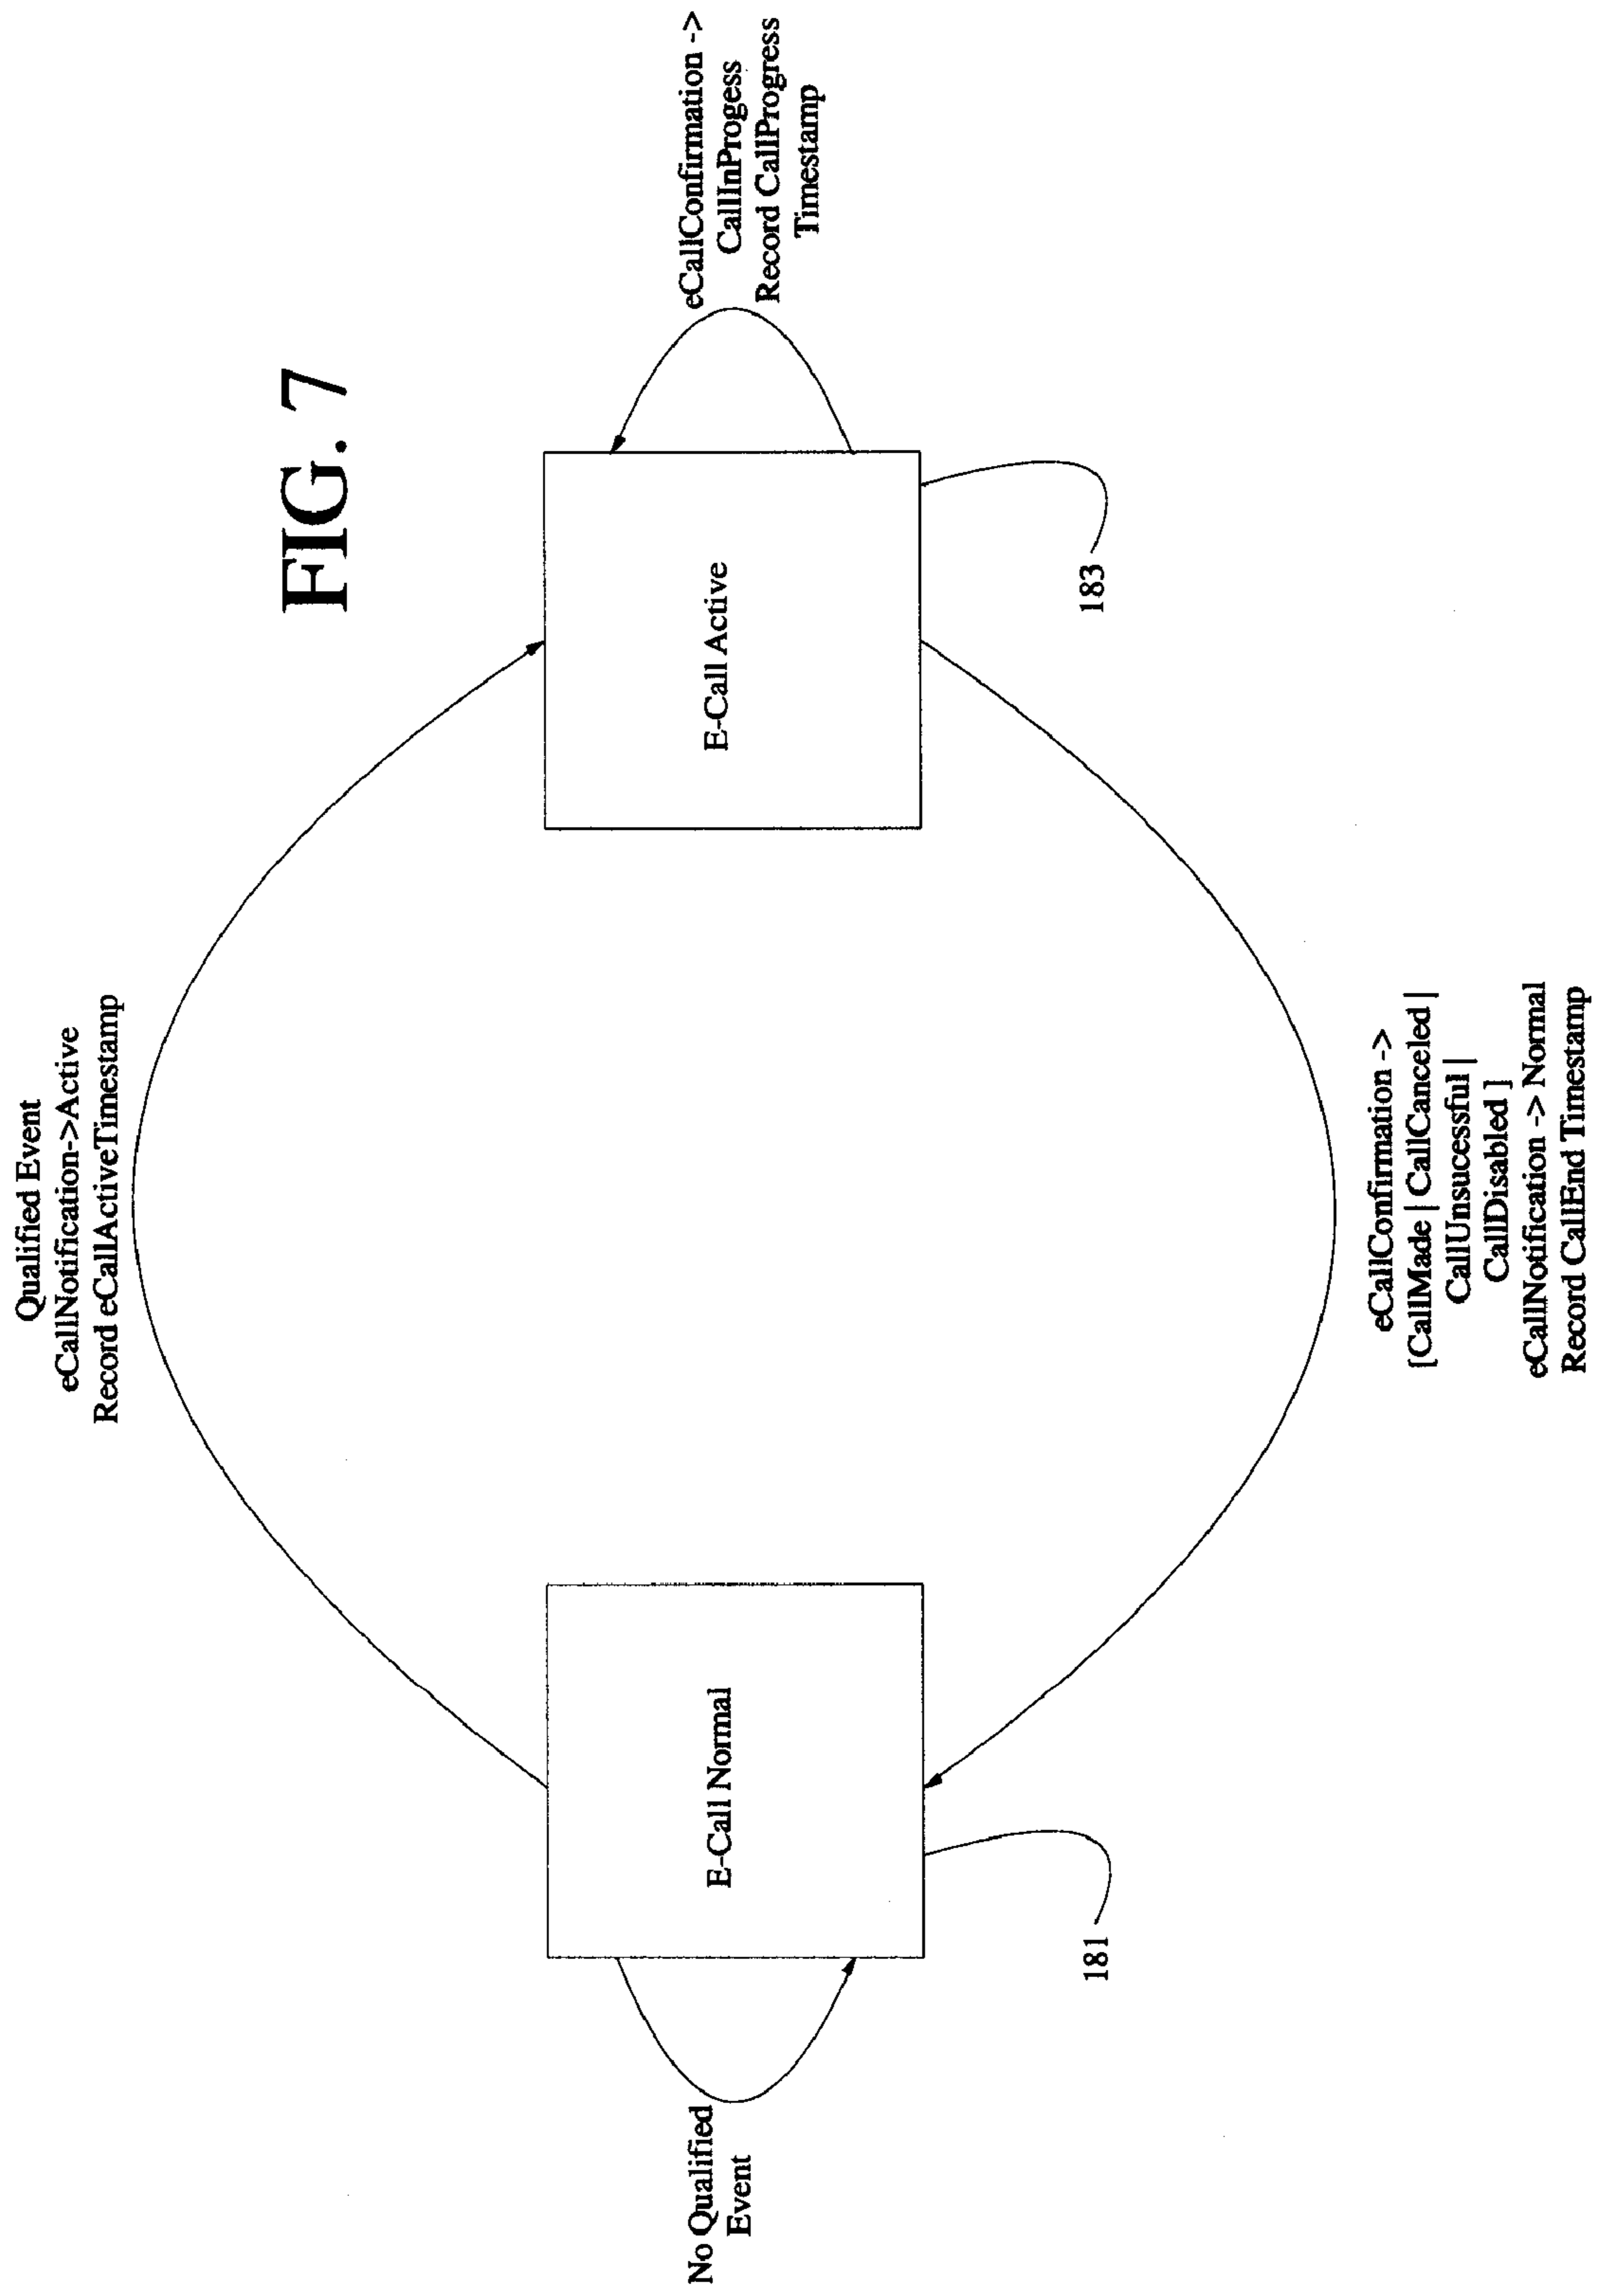 Qualified Event
eCallNotification->Active
Record eCallActiveTimestamp
FIG. 7
No Qualified
Event
E-Call Normal
E-Call Active
eCallConfirmation ->
CallInProgess
Record CallProgress
Timestamp
181
183
eCallConfirmation ->
[CallMade | CallCanceled |
CallUnsucessful |
CallDisabled ]
eCallNotification -> Normal
Record CallEnd Timestamp